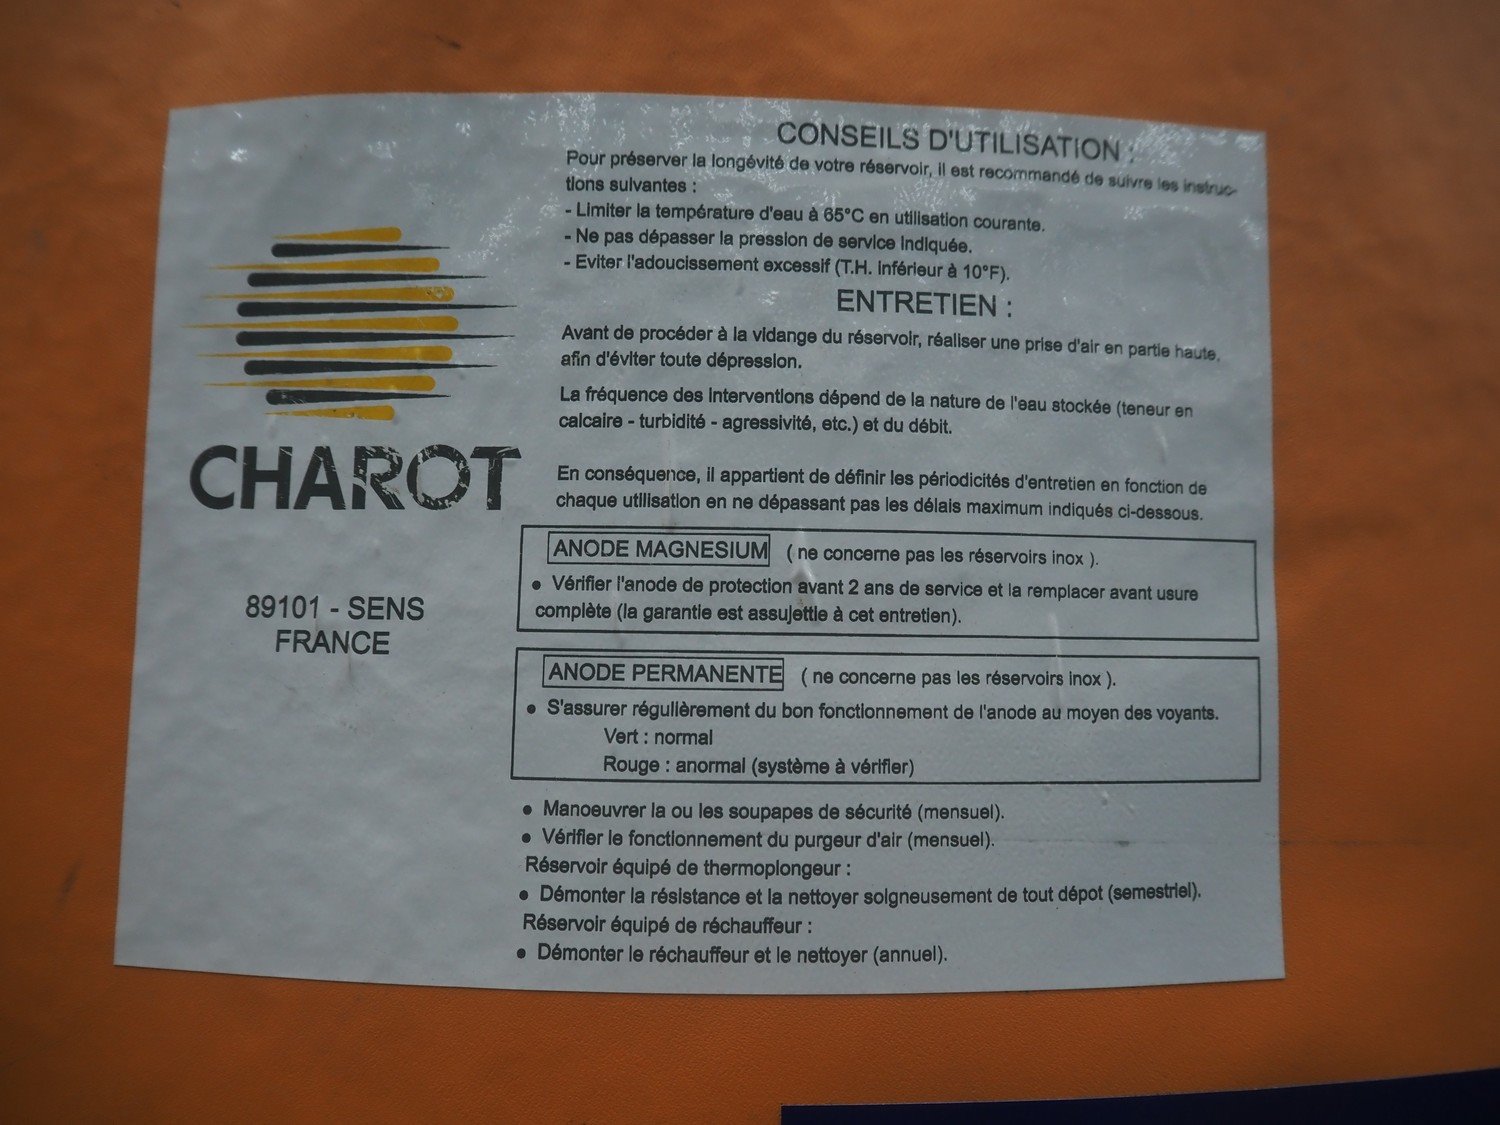 CONSEILS D'UTILISATION :
Pour préserver la longévité de votre réservoir, il est recommandé de suivre les instruc-
tions suivantes :
- Limiter la température d'eau à 65°C en utilisation courante.
- Ne pas dépasser la pression de service indiquée.
- Eviter l'adoucissement excessif (T.H. inférieur à 10°F).
ENTRETIEN :
Avant de procéder à la vidange du réservoir, réaliser une prise d'air en partie haute,
afin d'éviter toute dépression.
La fréquence des interventions dépend de la nature de l'eau stockée (teneur en
calcaire - turbidité - agressivité, etc.) et du débit.
En conséquence, il appartient de définir les périodicités d'entretien en fonction de
chaque utilisation en ne dépassant pas les délais maximum indiqués ci-dessous.
ANODE MAGNESIUM ( ne concerne pas les réservoirs inox ).
● Vérifier l'anode de protection avant 2 ans de service et la remplacer avant usure
complète (la garantie est assujettie à cet entretien).
ANODE PERMANENTE ( ne concerne pas les réservoirs inox ).
● S'assurer régulièrement du bon fonctionnement de l'anode au moyen des voyants.
Vert : normal
Rouge : anormal (système à vérifier)
● Manoeuvrer la ou les soupapes de sécurité (mensuel).
● Vérifier le fonctionnement du purgeur d'air (mensuel).
Réservoir équipé de thermoplongeur :
● Démonter la résistance et la nettoyer soigneusement de tout dépot (semestriel).
Réservoir équipé de réchauffeur :
● Démonter le réchauffeur et le nettoyer (annuel).
CHAROT
89101 - SENS
FRANCE